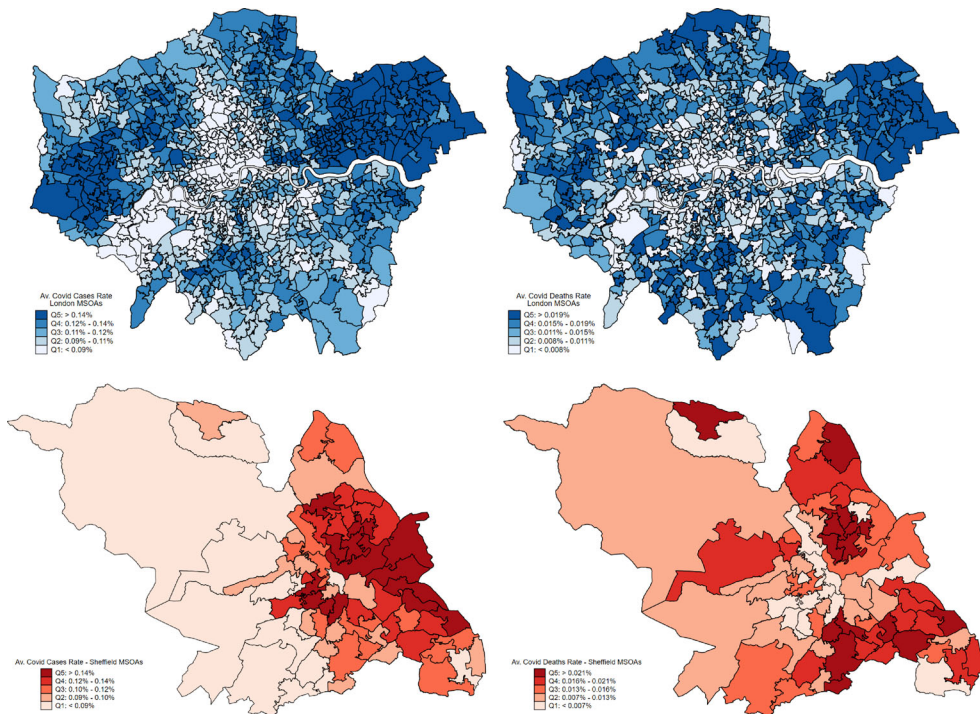 Av. Covid Cases Rate
London MSOAs
Q5: > 0.14%
Q4: 0.12% - 0.14%
Q3: 0.11% - 0.12%
Q2: 0.09% - 0.11%
Q1: < 0.09%
Av. Covid Deaths Rate
London MSOAs
Q5: > 0.019%
Q4: 0.015% - 0.019%
Q3: 0.011% - 0.015%
Q2: 0.008% - 0.011%
Q1: < 0.008%
Av. Covid Cases Rate - Sheffield MSOAs
Q5: > 0.14%
Q4: 0.12% - 0.14%
Q3: 0.10% - 0.12%
Q2: 0.09% - 0.10%
Q1: < 0.09%
Av. Covid Deaths Rate - Sheffield MSOAs
Q5: > 0.021%
Q4: 0.016% - 0.021%
Q3: 0.013% - 0.016%
Q2: 0.007% - 0.013%
Q1: < 0.007%